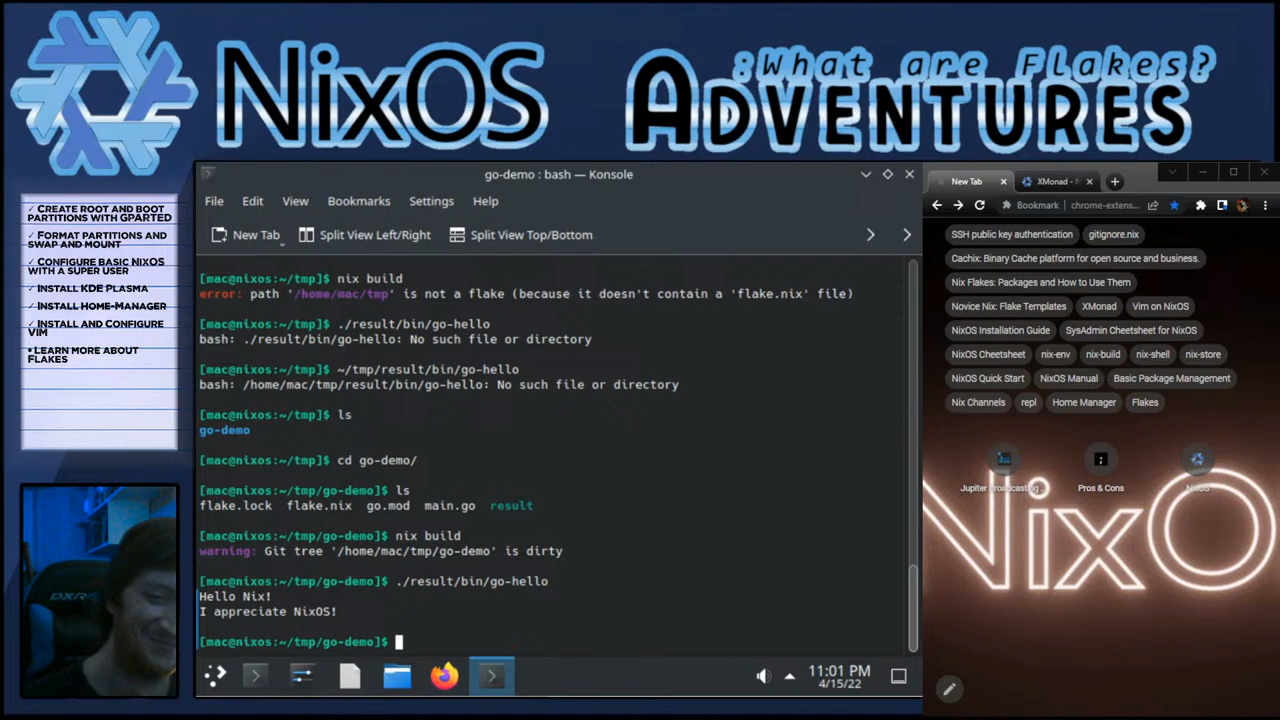 NixOS
:What are Flakes?
ADVENTURES
✓ CREATE ROOT AND BOOT
PARTITIONS WITH GPARTED
✓ FORMAT PARTITIONS AND
SWAP AND MOUNT
✓ CONFIGURE BASIC NIXOS
WITH A SUPER USER
✓ INSTALL KDE PLASMA
✓ INSTALL HOME-MANAGER
✓ INSTALL AND CONFIGURE
VIM
• LEARN MORE ABOUT
FLAKES
DXR
go-demo : bash — Konsole
File Edit View Bookmarks Settings Help
New Tab Split View Left/Right Split View Top/Bottom
[mac@nixos:~/tmp]$ nix build
error: path '/home/mac/tmp' is not a flake (because it doesn't contain a 'flake.nix' file)
[mac@nixos:~/tmp]$ ./result/bin/go-hello
bash: ./result/bin/go-hello: No such file or directory
[mac@nixos:~/tmp]$ ~/tmp/result/bin/go-hello
bash: /home/mac/tmp/result/bin/go-hello: No such file or directory
[mac@nixos:~/tmp]$ ls
go-demo
[mac@nixos:~/tmp]$ cd go-demo/
[mac@nixos:~/tmp/go-demo]$ ls
flake.lock flake.nix go.mod main.go result
[mac@nixos:~/tmp/go-demo]$ nix build
warning: Git tree '/home/mac/tmp/go-demo' is dirty
[mac@nixos:~/tmp/go-demo]$ ./result/bin/go-hello
Hello Nix!
I appreciate NixOS!
[mac@nixos:~/tmp/go-demo]$
11:01 PM
4/15/22
New Tab XMonad -
Bookmark chrome-extens...
SSH public key authentication gitignore.nix
Cachix: Binary Cache platform for open source and business.
Nix Flakes: Packages and How to Use Them
Novice Nix: Flake Templates XMonad Vim on NixOS
NixOS Installation Guide SysAdmin Cheetsheet for NixOS
NixOS Cheetsheet nix-env nix-build nix-shell nix-store
NixOS Quick Start NixOS Manual Basic Package Management
Nix Channels repl Home Manager Flakes
Jupiter Broadcasting... Pros & Cons NixOS
NixO